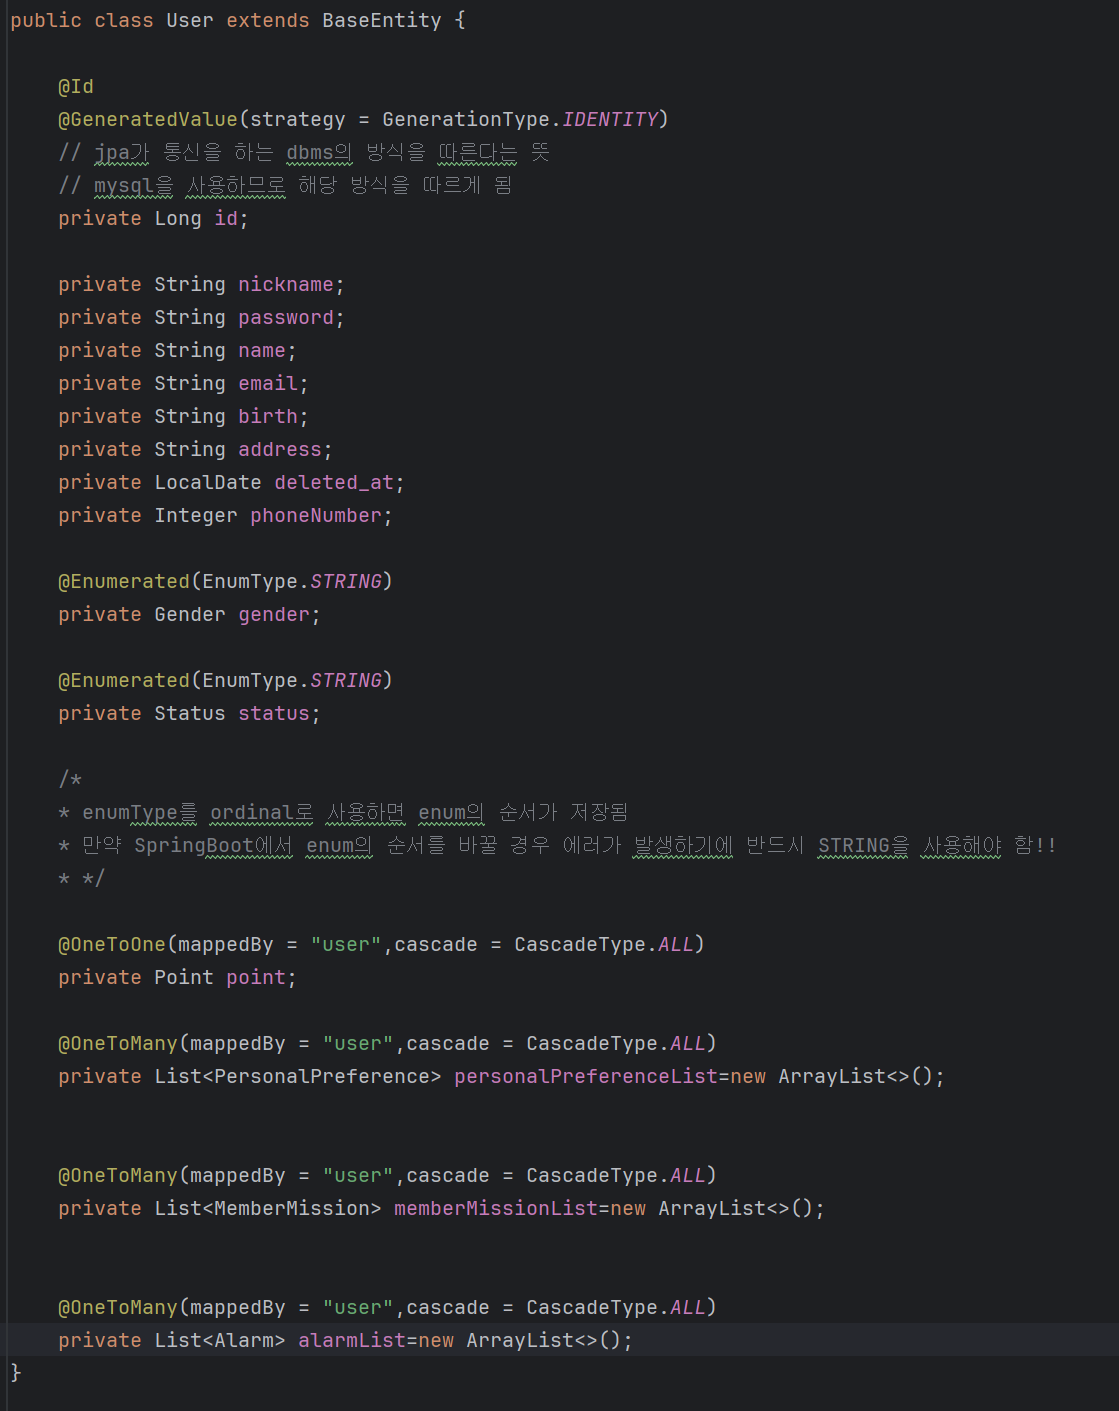 public class User extends BaseEntity {
@Id
@GeneratedValue(strategy = GenerationType.IDENTITY)
// jpa가 통신을 하는 dbms의 방식을 따른다는 뜻
// mysql을 사용하므로 해당 방식을 따르게 됨
private Long id;
private String nickname;
private String password;
private String name;
private String email;
private String birth;
private String address;
private LocalDate deleted_at;
private Integer phoneNumber;
@Enumerated(EnumType.STRING)
private Gender gender;
@Enumerated(EnumType.STRING)
private Status status;
/*
* enumType를 ordinal로 사용하면 enum의 순서가 저장됨
* 만약 SpringBoot에서 enum의 순서를 바꿀 경우 에러가 발생하기에 반드시 STRING을 사용해야 함!!
* */
@OneToOne(mappedBy = "user",cascade = CascadeType.ALL)
private Point point;
@OneToMany(mappedBy = "user",cascade = CascadeType.ALL)
private List<PersonalPreference> personalPreferenceList=new ArrayList<>();
@OneToMany(mappedBy = "user",cascade = CascadeType.ALL)
private List<MemberMission> memberMissionList=new ArrayList<>();
@OneToMany(mappedBy = "user",cascade = CascadeType.ALL)
private List<Alarm> alarmList=new ArrayList<>();
}